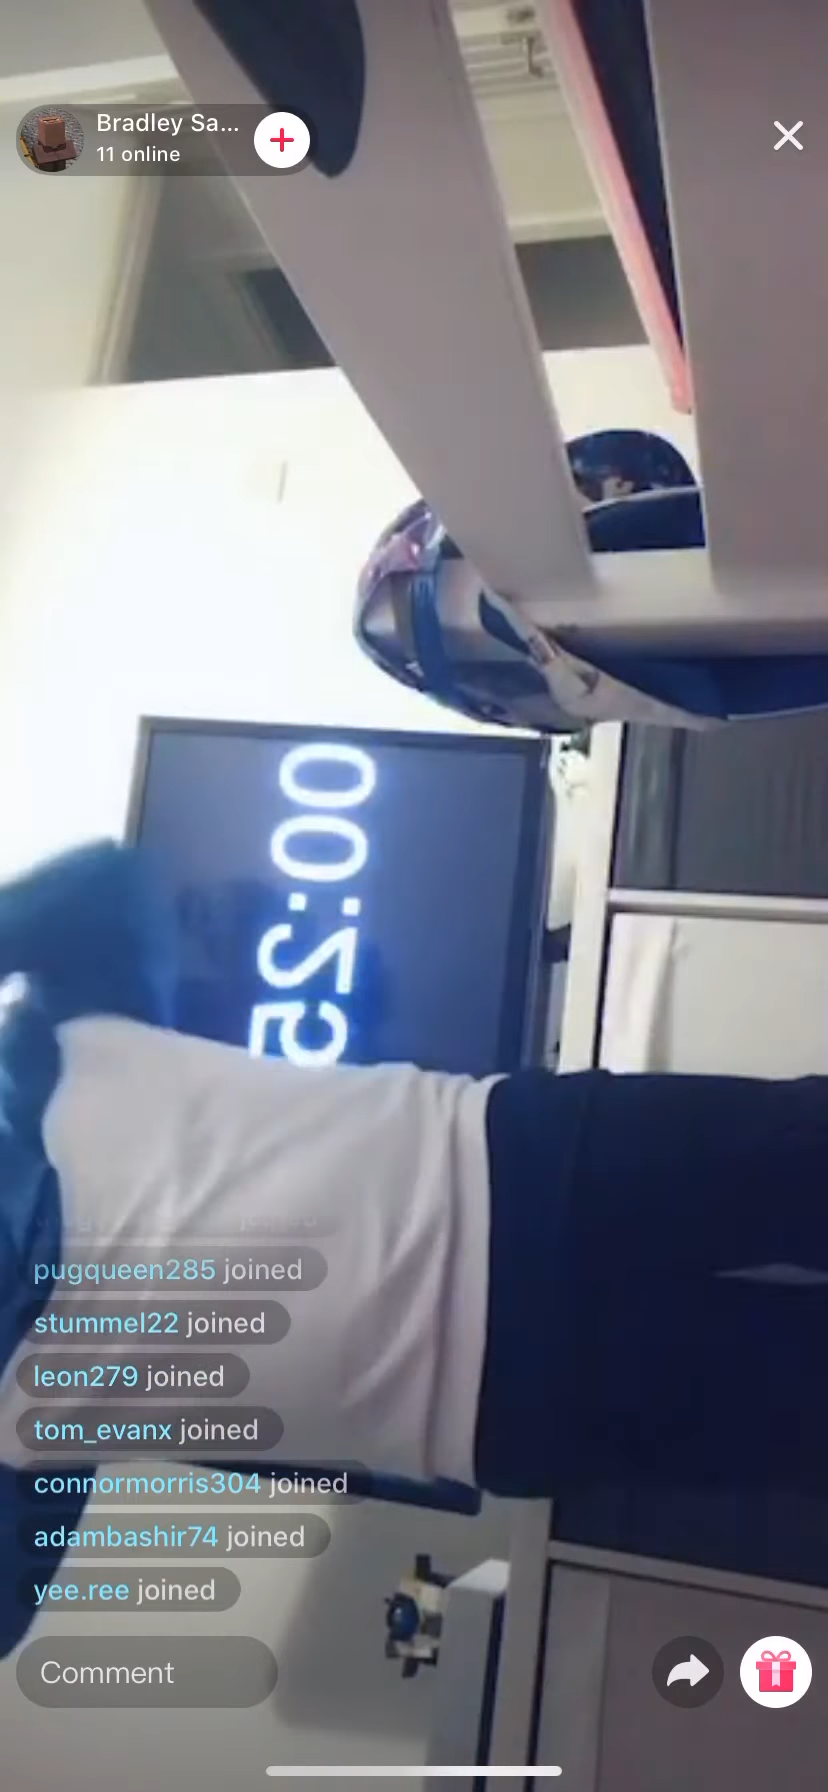 Bradley Sa...
11 online
00:25
joined
pugqueen285 joined
stummel22 joined
leon279 joined
tom_evanx joined
connormorris304 joined
adambashir74 joined
yee.ree joined
Comment